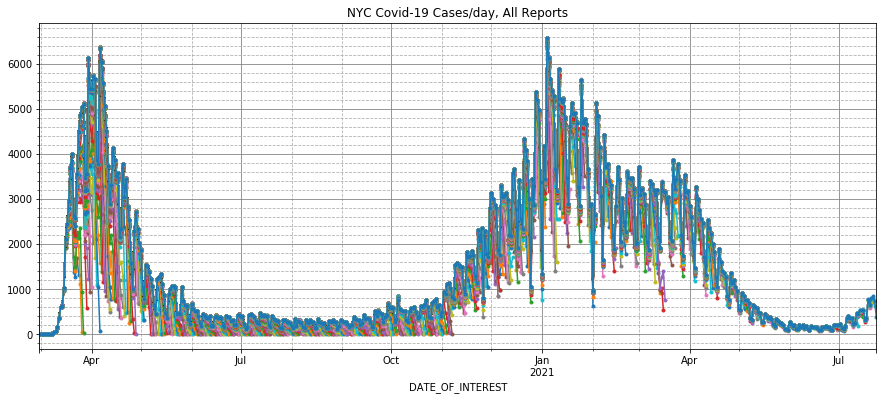 NYC Covid-19 Cases/day, All Reports
6000
5000
4000
3000
2000
1000
0
Apr Jul Oct Jan Apr Jul
2021
DATE_OF_INTEREST